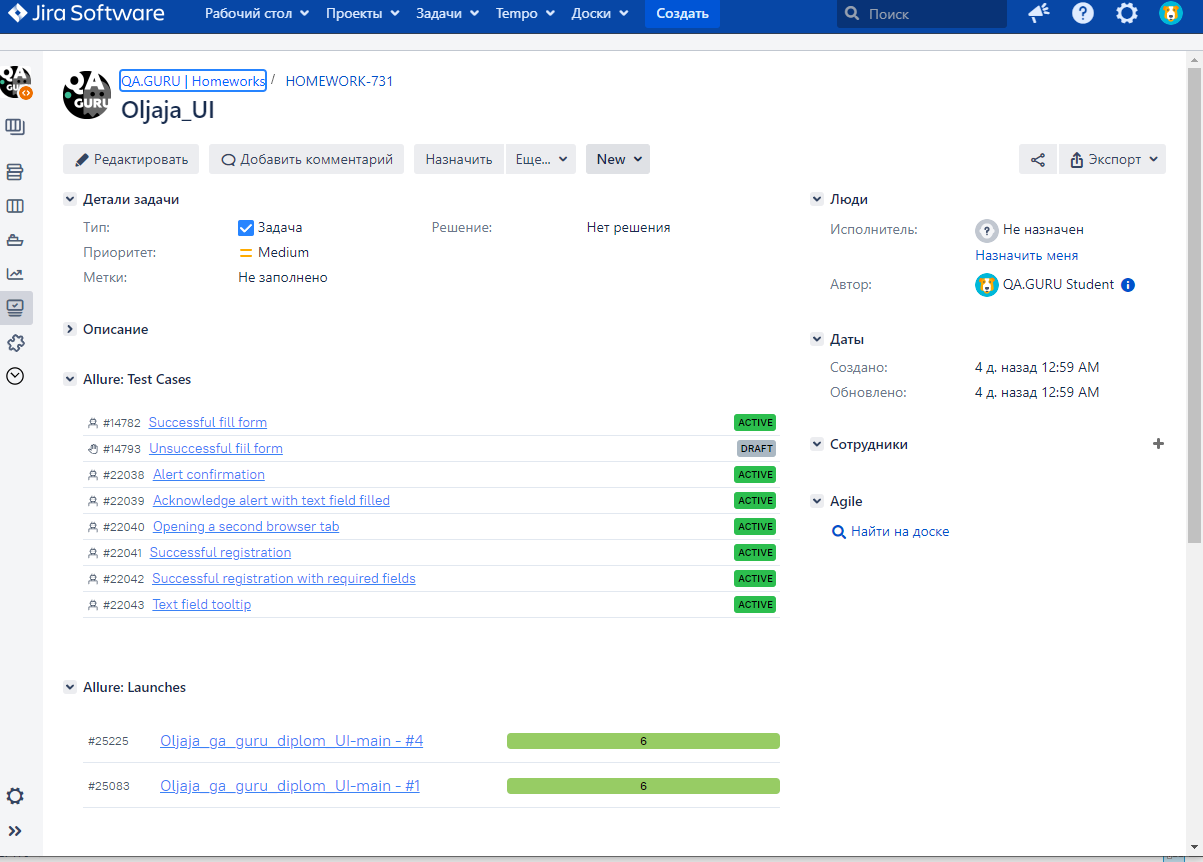 Jira Software Рабочий стол Проекты Задачи Tempo Доски Создать Поиск
QA.GURU | Homeworks / HOMEWORK-731
Oljaja_UI
Редактировать Добавить комментарий Назначить Еще... New Экспорт
Детали задачи
Тип: Задача Решение: Нет решения
Приоритет: Medium
Метки: Не заполнено
Описание
Allure: Test Cases
#14782 Successful fill form ACTIVE
#14793 Unsuccessful fiil form DRAFT
#22038 Alert confirmation ACTIVE
#22039 Acknowledge alert with text field filled ACTIVE
#22040 Opening a second browser tab ACTIVE
#22041 Successful registration ACTIVE
#22042 Successful registration with required fields ACTIVE
#22043 Text field tooltip ACTIVE
Allure: Launches
#25225 Oljaja_ga_guru_diplom_UI-main - #4 6
#25083 Oljaja_ga_guru_diplom_UI-main - #1 6
Люди
Исполнитель: Не назначен
Назначить меня
Автор: QA.GURU Student
Даты
Создано: 4 д. назад 12:59 AM
Обновлено: 4 д. назад 12:59 AM
Сотрудники
Agile
Найти на доске